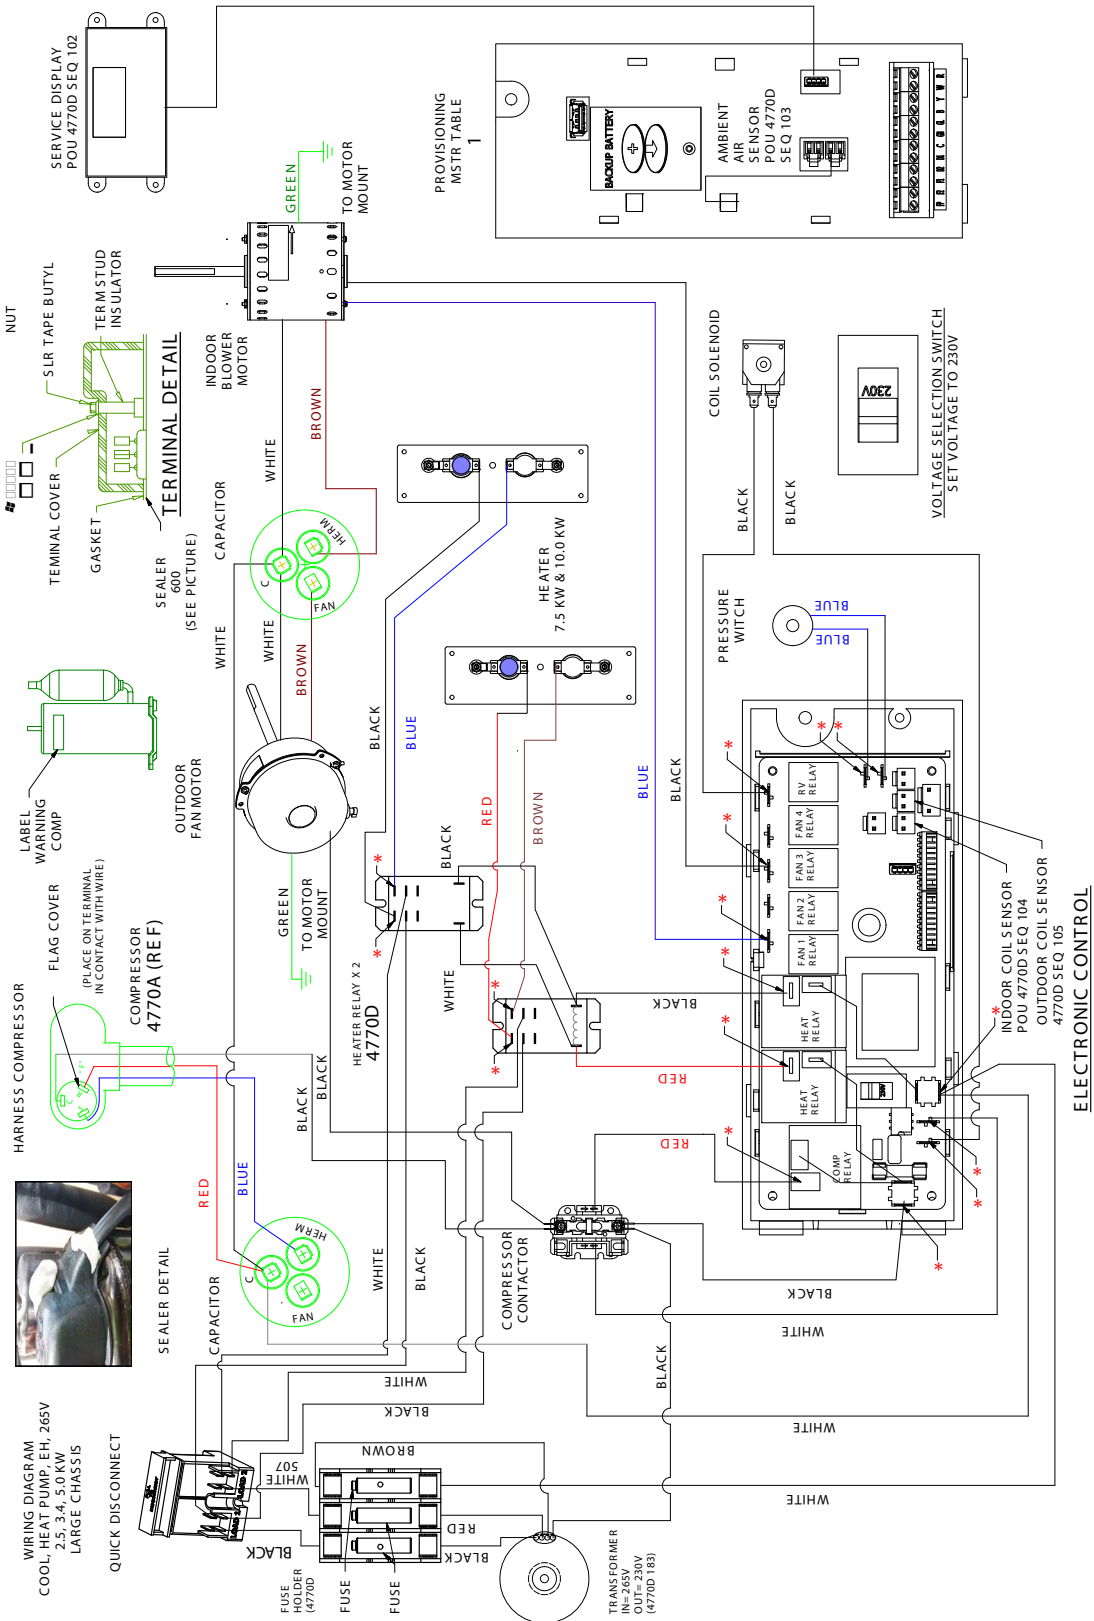 WIRING DIAGRAM
COOL, HEAT PUMP, EH, 265V
2.5, 3.4, 5.0 KW
LARGE CHASSIS
QUICK DISCONNECT
LOAD 2
LOAD 2
SEALER DETAIL
CAPACITOR
C
HERM
FAN
RED
BLUE
HARNESS COMPRESSOR
FLAG COVER
(PLACE ON TERMINAL
IN CONTACT WITH WIRE)
COMPRESSOR
4770A (REF)
C
BLACK
BLACK
LABEL
WARNING
COMP
OUTDOOR
FAN MOTOR
GREEN
TO MOTOR
MOUNT
NUT
SLR TAPE BUTYL
TERM STUD
INSULATOR
TEMINAL COVER
GASKET
SEALER
600
(SEE PICTURE)
TERMINAL DETAIL
CAPACITOR
C
HERM
FAN
WHITE
WHITE
BROWN
WHITE
BROWN
INDOOR
BLOWER
MOTOR
GREEN
TO MOTOR
MOUNT
SERVICE DISPLAY
POU 4770D SEQ 102
PROVISIONING
MSTR TABLE
1
BACKUP BATTERY
AMBIENT
AIR
SENSOR
POU 4770D
SEQ 103
C
B
Y
W
R
HEATER
7.5 KW & 10.0 KW
BLACK
BLUE
RED
BROWN
BLACK
WHITE
HEATER RELAY X 2
4770D
WHITE
BLACK
WHITE
BLACK
BLACK
WHITE
507
BROWN
RED
BLACK
FUSE
HOLDER
(4770D
FUSE
FUSE
TRANSFORMER
IN= 265V
OUT= 230V
(4770D 183)
COMPRESSOR
CONTACTOR
BLACK
RED
RED
BLACK
BLACK
WHITE
WHITE
WHITE
BLUE
BLACK
COIL SOLENOID
BLACK
BLACK
230V
VOLTAGE SELECTION SWITCH
SET VOLTAGE TO 230V
PRESSURE
WITCH
BLUE
BLUE
COMP
RELAY
HEAT
RELAY
HEAT
RELAY
FAN 1
RELAY
FAN 2
RELAY
FAN 3
RELAY
FAN 4
RELAY
RV
RELAY
INDOOR COIL SENSOR
POU 4770D SEQ 104
OUTDOOR COIL SENSOR
4770D SEQ 105
ELECTRONIC CONTROL